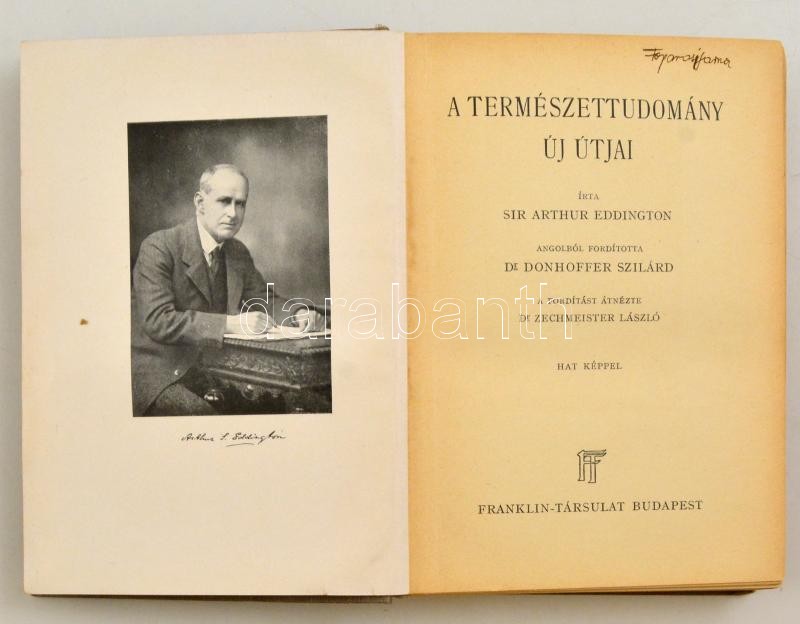 Arthur S. Eddington
A TERMÉSZETTUDOMÁNY
ÚJ ÚTJAI
ÍRTA
SIR ARTHUR EDDINGTON
ANGOLBÓL FORDÍTOTTA
Dr DONHOFFER SZILÁRD
A FORDÍTÁST ÁTNÉZTE
Dr ZECHMEISTER LÁSZLÓ
HAT KÉPPEL
FT
FRANKLIN-TÁRSULAT BUDAPEST
darabanth